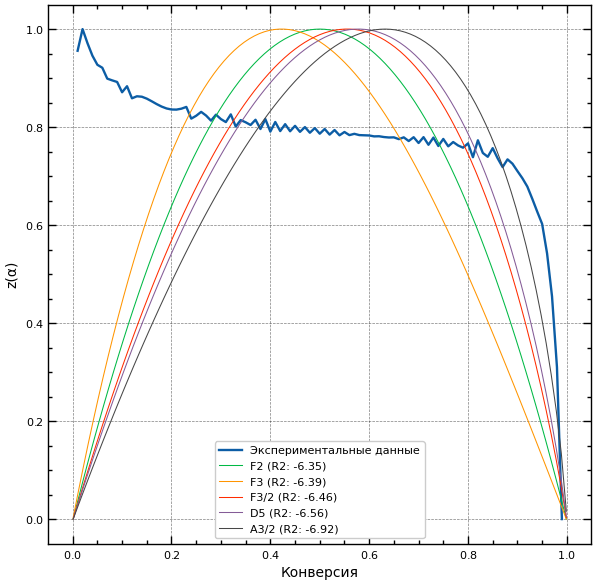 z(α)
1.0
0.8
0.6
0.4
0.2
0.0
Экспериментальные данные
F2 (R2: -6.35)
F3 (R2: -6.39)
F3/2 (R2: -6.46)
D5 (R2: -6.56)
A3/2 (R2: -6.92)
0.0 0.2 0.4 0.6 0.8 1.0
Конверсия